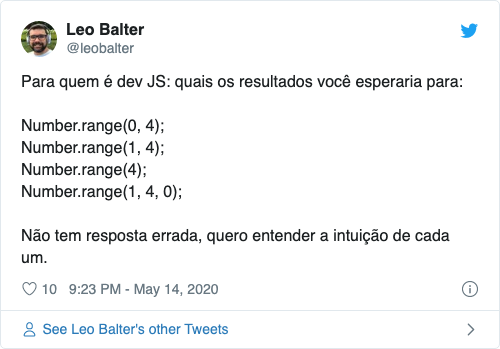 Leo Balter
@leobalter
Para quem é dev JS: quais os resultados você esperaria para:
Number.range(0, 4);
Number.range(1, 4);
Number.range(4);
Number.range(1, 4, 0);
Não tem resposta errada, quero entender a intuição de cada
um.
10 9:23 PM - May 14, 2020
See Leo Balter's other Tweets